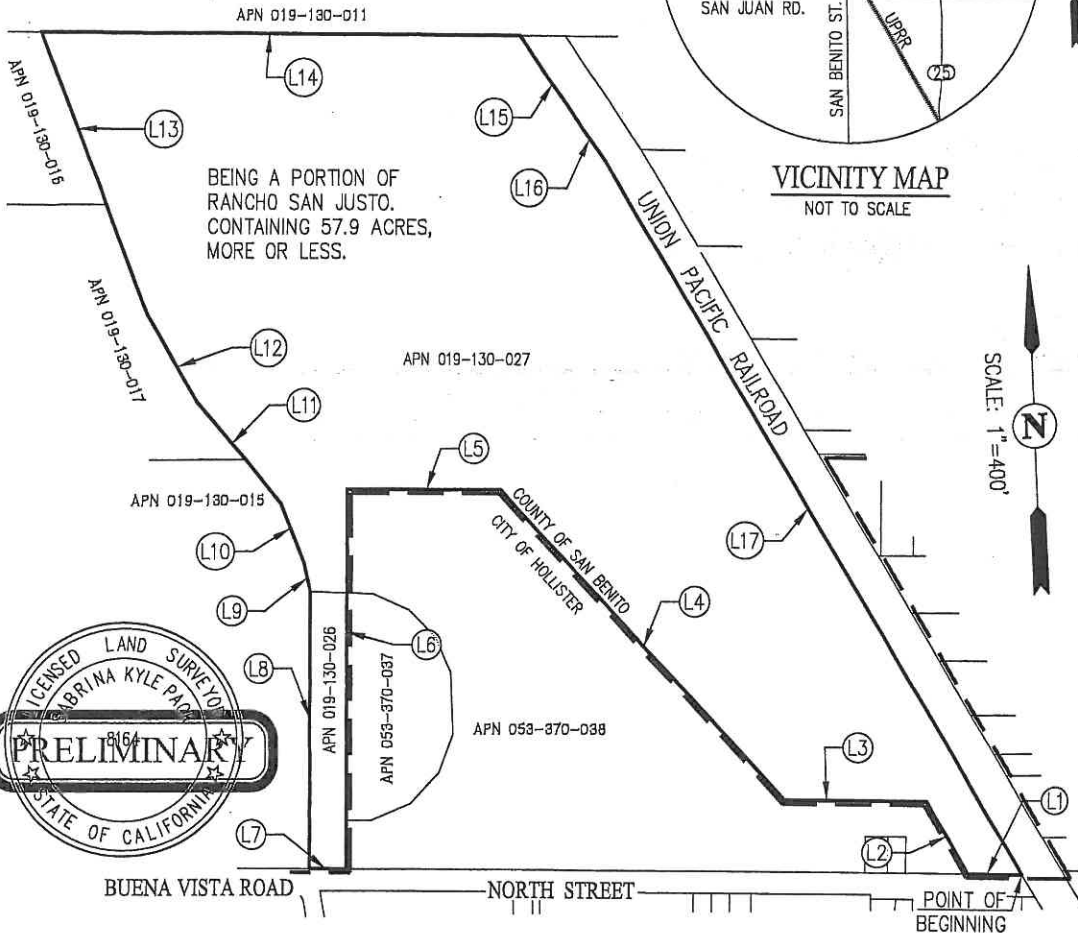 APN 019-130-011
SAN JUAN RD.
SAN BENITO ST.
UPRR
25
VICINITY MAP
NOT TO SCALE
L14
L13
L15
L16
APN 019-130-016
BEING A PORTION OF
RANCHO SAN JUSTO.
CONTAINING 57.9 ACRES,
MORE OR LESS.
UNION PACIFIC RAILROAD
APN 019-130-017
L12
APN 019-130-027
L11
SCALE: 1"=400'
N
L5
APN 019-130-015
COUNTY OF SAN BENITO
CITY OF HOLLISTER
L10
L17
L9
L4
L6
L8
APN 019-130-026
APN 053-370-037
APN 053-370-038
LICENSED LAND SURVEYOR
SABRINA KYLE
8164
PRELIMINARY
STATE OF CALIFORNIA
L3
L1
L7
L2
BUENA VISTA ROAD
NORTH STREET
POINT OF
BEGINNING